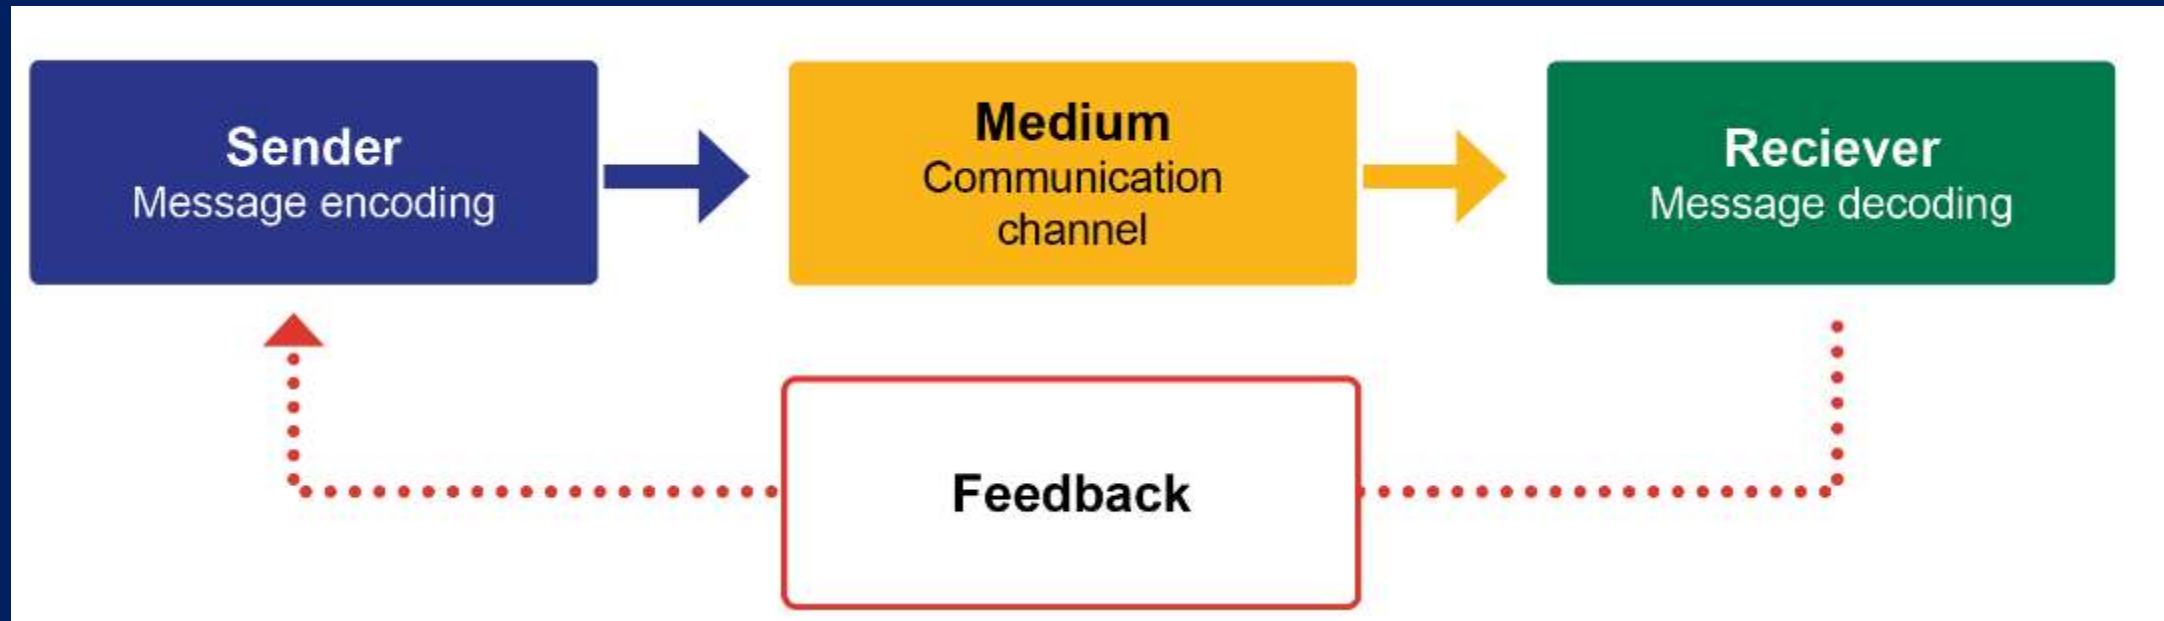 Sender
Message encoding
Medium
Communication
channel
Reciever
Message decoding
Feedback